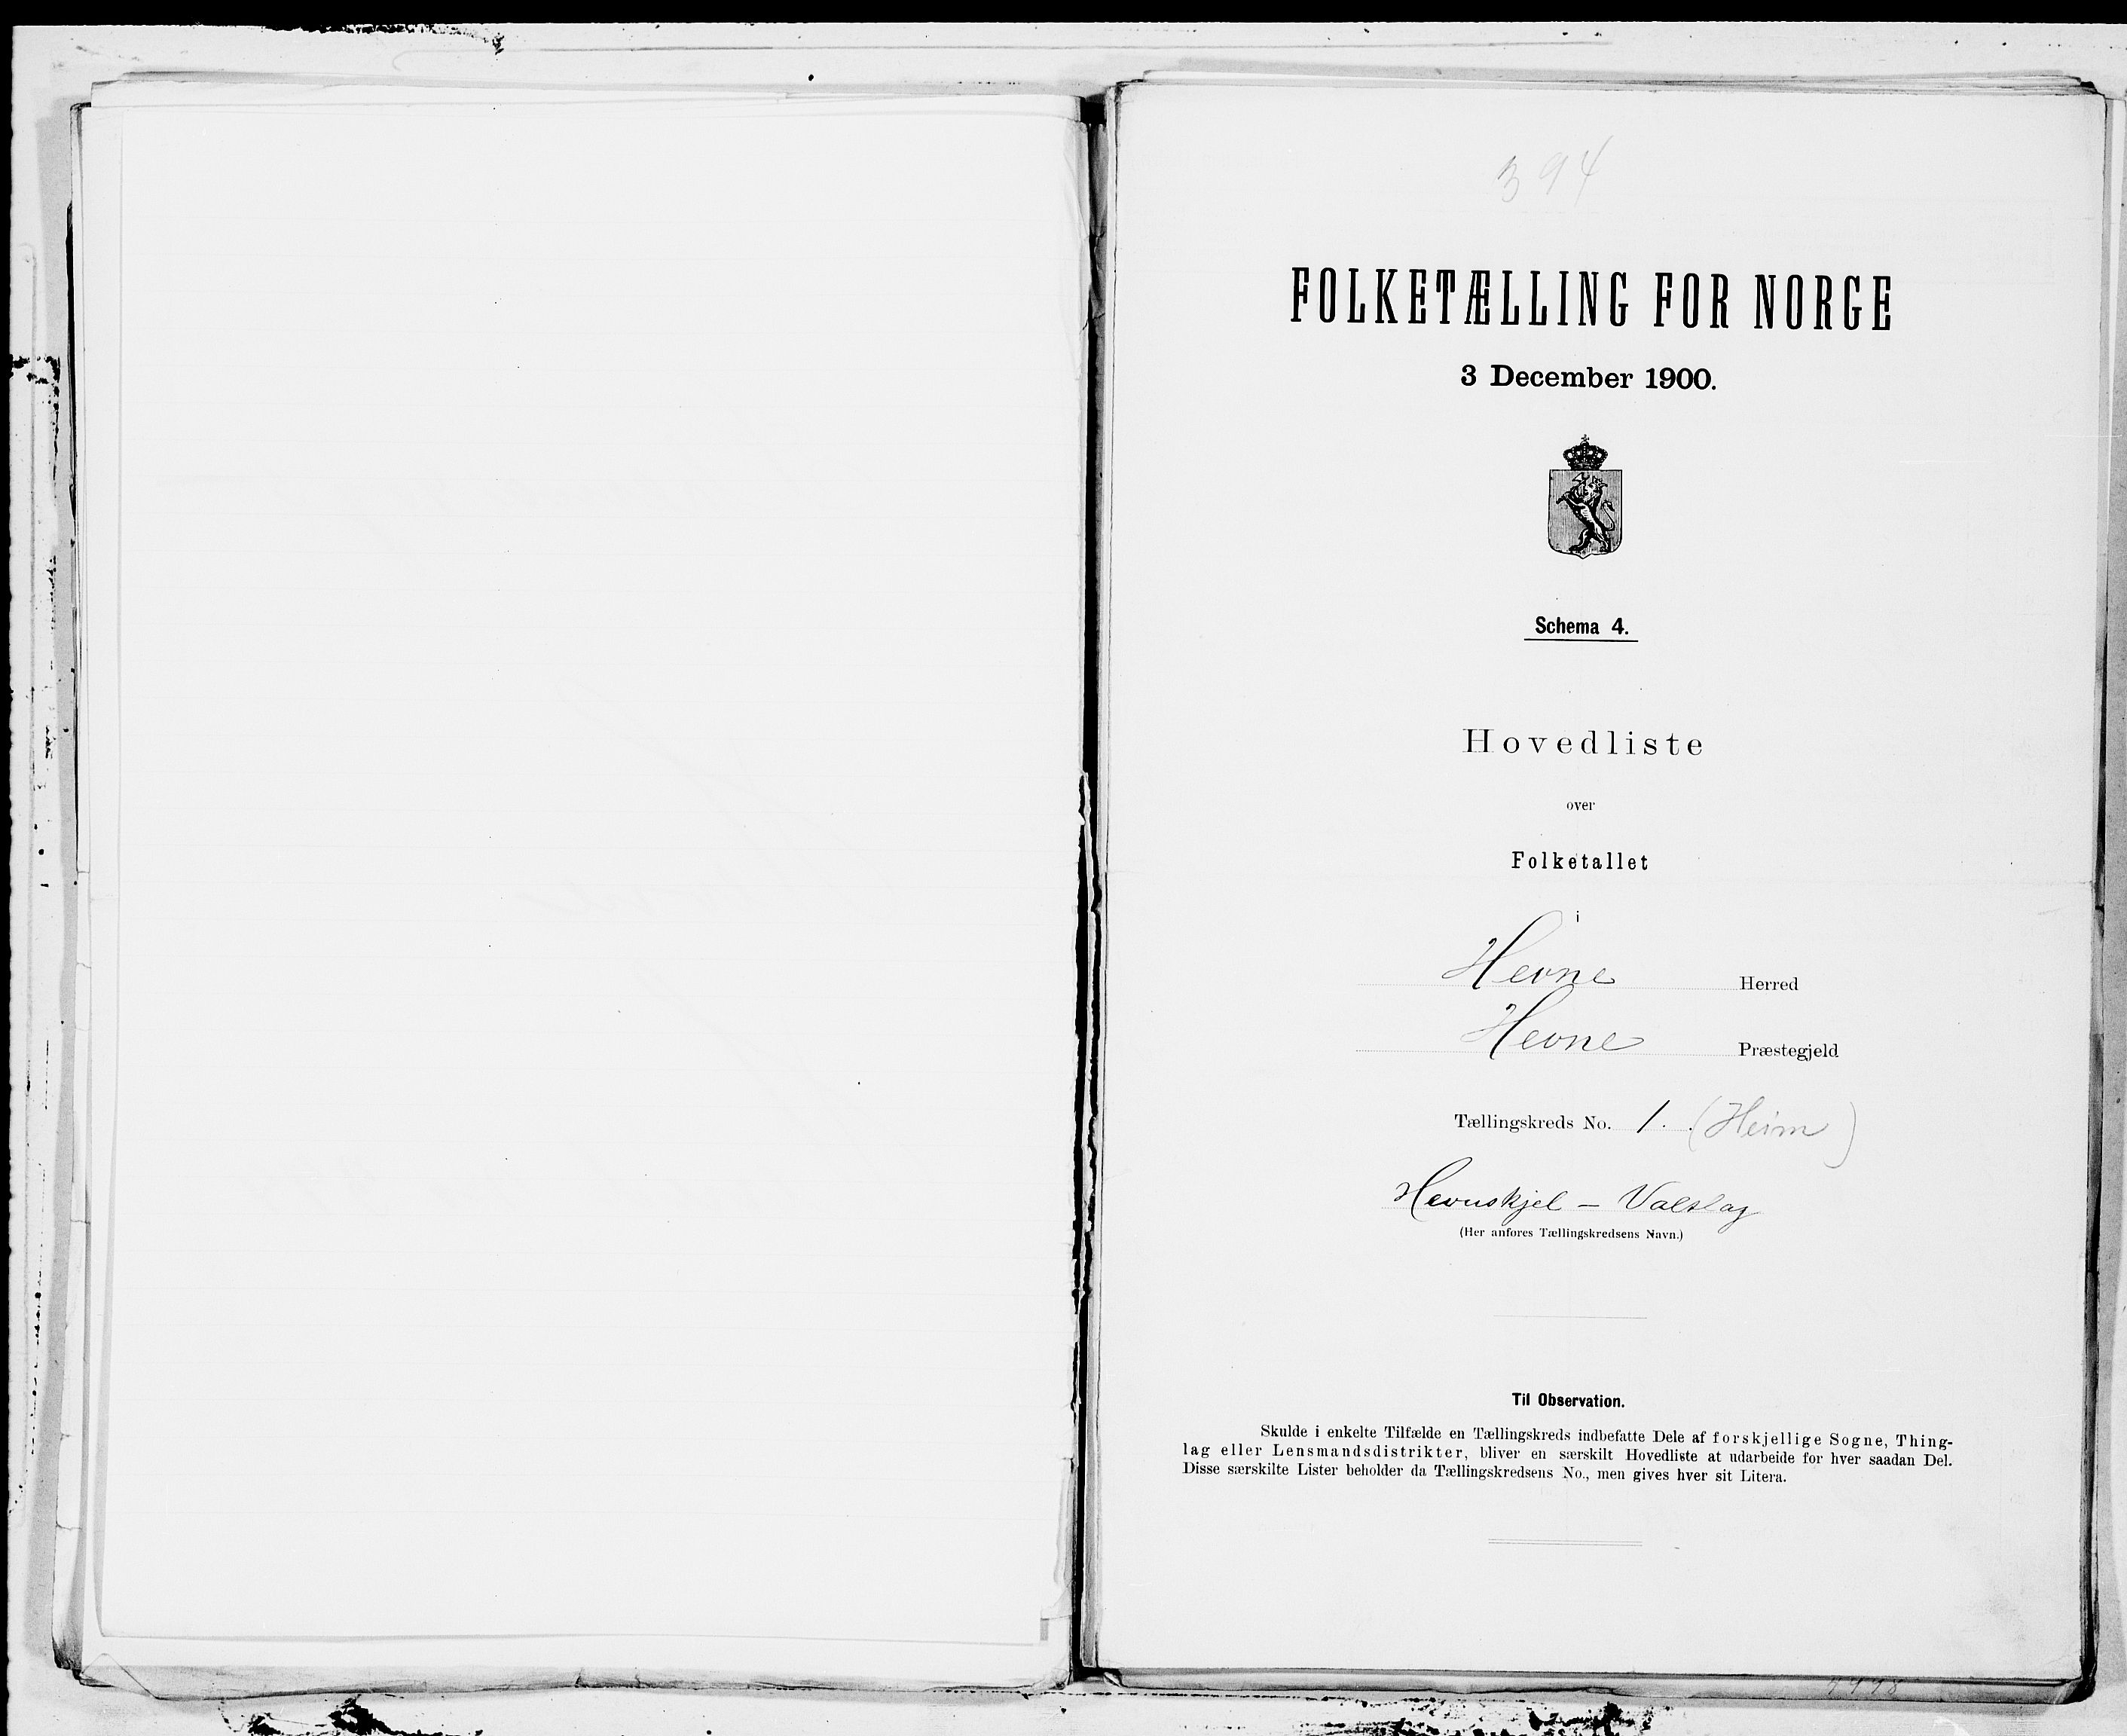 394
FOLKETÆLLING FOR NORGE
3 December 1900.
Schema 4.
Hovedliste
over
Folketallet
i
Hevne Herred
Hevne Præstegjeld
Tællingskreds No. 1. (Heim)
Hevnskjel - Valslag
(Her anføres Tællingskredsens Navn.)
Til Observation.
Skulde i enkelte Tilfælde en Tællingskreds indbefatte Dele af forskjellige Sogne, Thing-
lag eller Lensmandsdistrikter, bliver en særskilt Hovedliste at udarbeide for hver saadan Del.
Disse særskilte Lister beholder da Tællingskredsens No., men gives hver sit Litera.